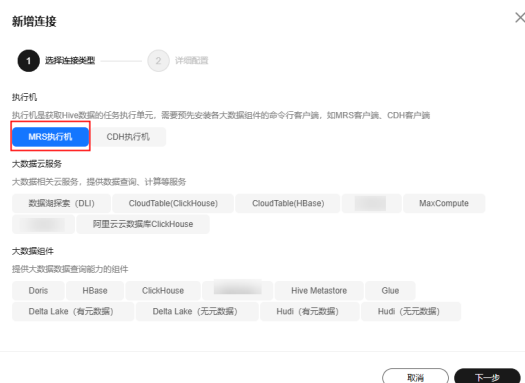 新增连接
1 选择连接类型 2 详细配置
执行机
执行机是获取Hive数据的任务执行单元，需要预先安装各大数据组件的命令行客户端，如MRS客户端、CDH客户端
MRS执行机 CDH执行机
大数据云服务
大数据相关云服务，提供数据查询、计算等服务
数据湖探索（DLI） CloudTable(ClickHouse) CloudTable(HBase) MaxCompute
阿里云云数据库ClickHouse
大数据组件
提供大数据数据查询能力的组件
Doris HBase ClickHouse Hive Metastore Glue
Delta Lake（有元数据） Delta Lake（无元数据） Hudi（有元数据） Hudi（无元数据）
取消 下一步